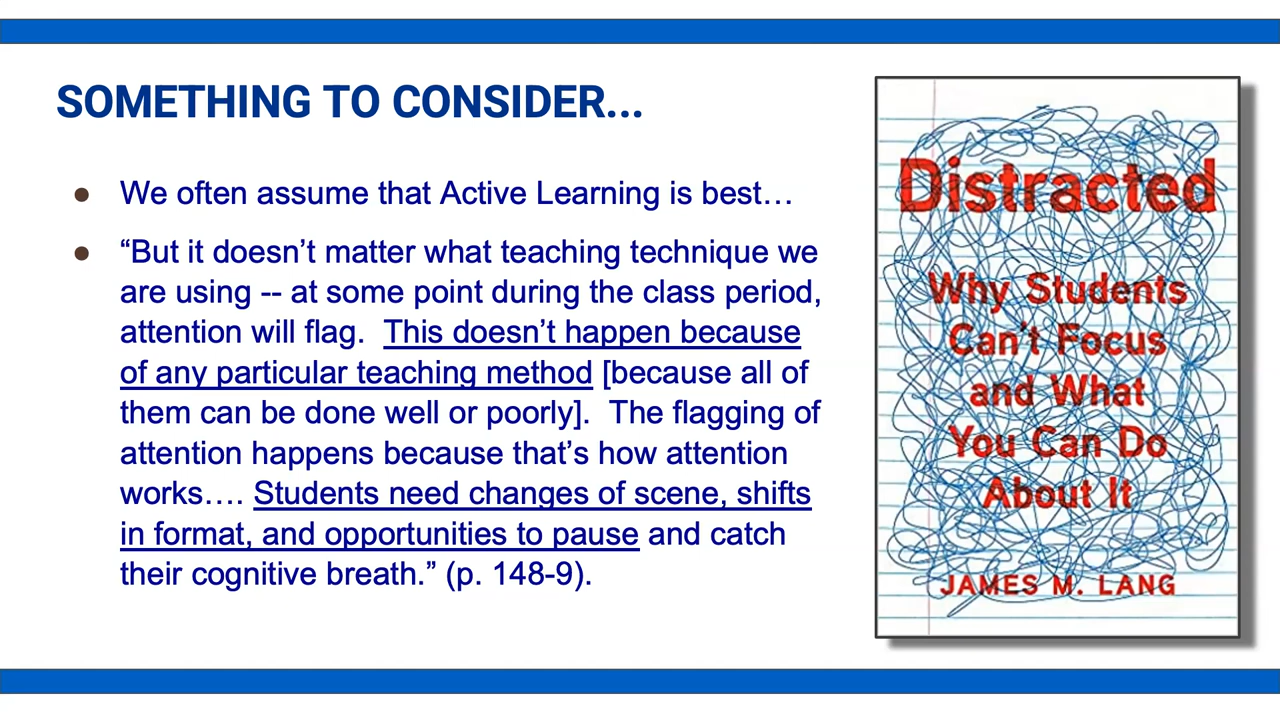 SOMETHING TO CONSIDER...
● We often assume that Active Learning is best…
● “But it doesn’t matter what teaching technique we
are using -- at some point during the class period,
attention will flag.  This doesn’t happen because
of any particular teaching method [because all of
them can be done well or poorly].  The flagging of
attention happens because that’s how attention
works…. Students need changes of scene, shifts
in format, and opportunities to pause and catch
their cognitive breath.” (p. 148-9).
Distracted
Why Students
Can't Focus
and What
You Can Do
About It
JAMES M. LANG